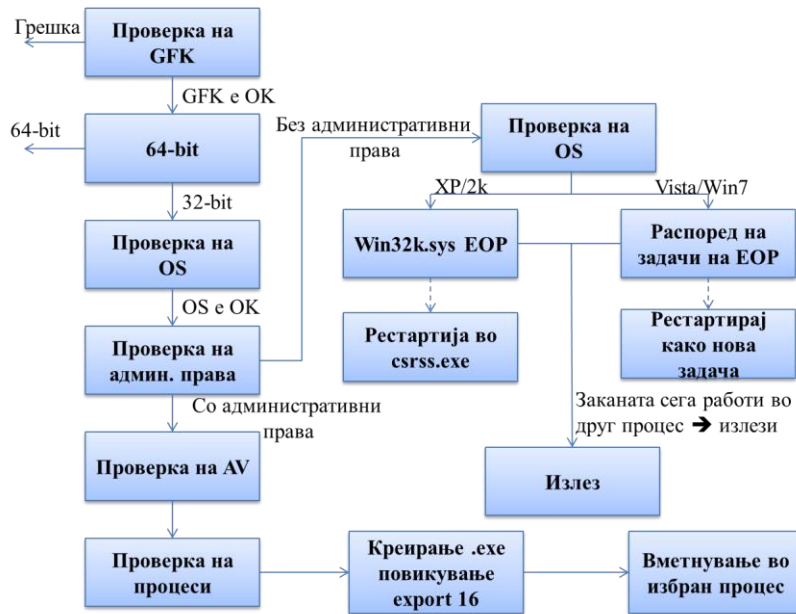 Грешка
Проверка на
GFK
GFK е OK
64-bit
64-bit
32-bit
Проверка на
OS
OS е OK
Проверка на
админ. права
Без административни
права
Проверка на
OS
XP/2k
Vista/Win7
Win32k.sys EOP
Распоред на
задачи на EOP
Рестартија во
csrss.exe
Рестартирај
како нова
задача
Заканата сега работи во
друг процес ➔ излези
Излез
Со административни
права
Проверка на AV
Проверка на
процеси
Креирање .exe
повикување
export 16
Вметнување во
избран процес